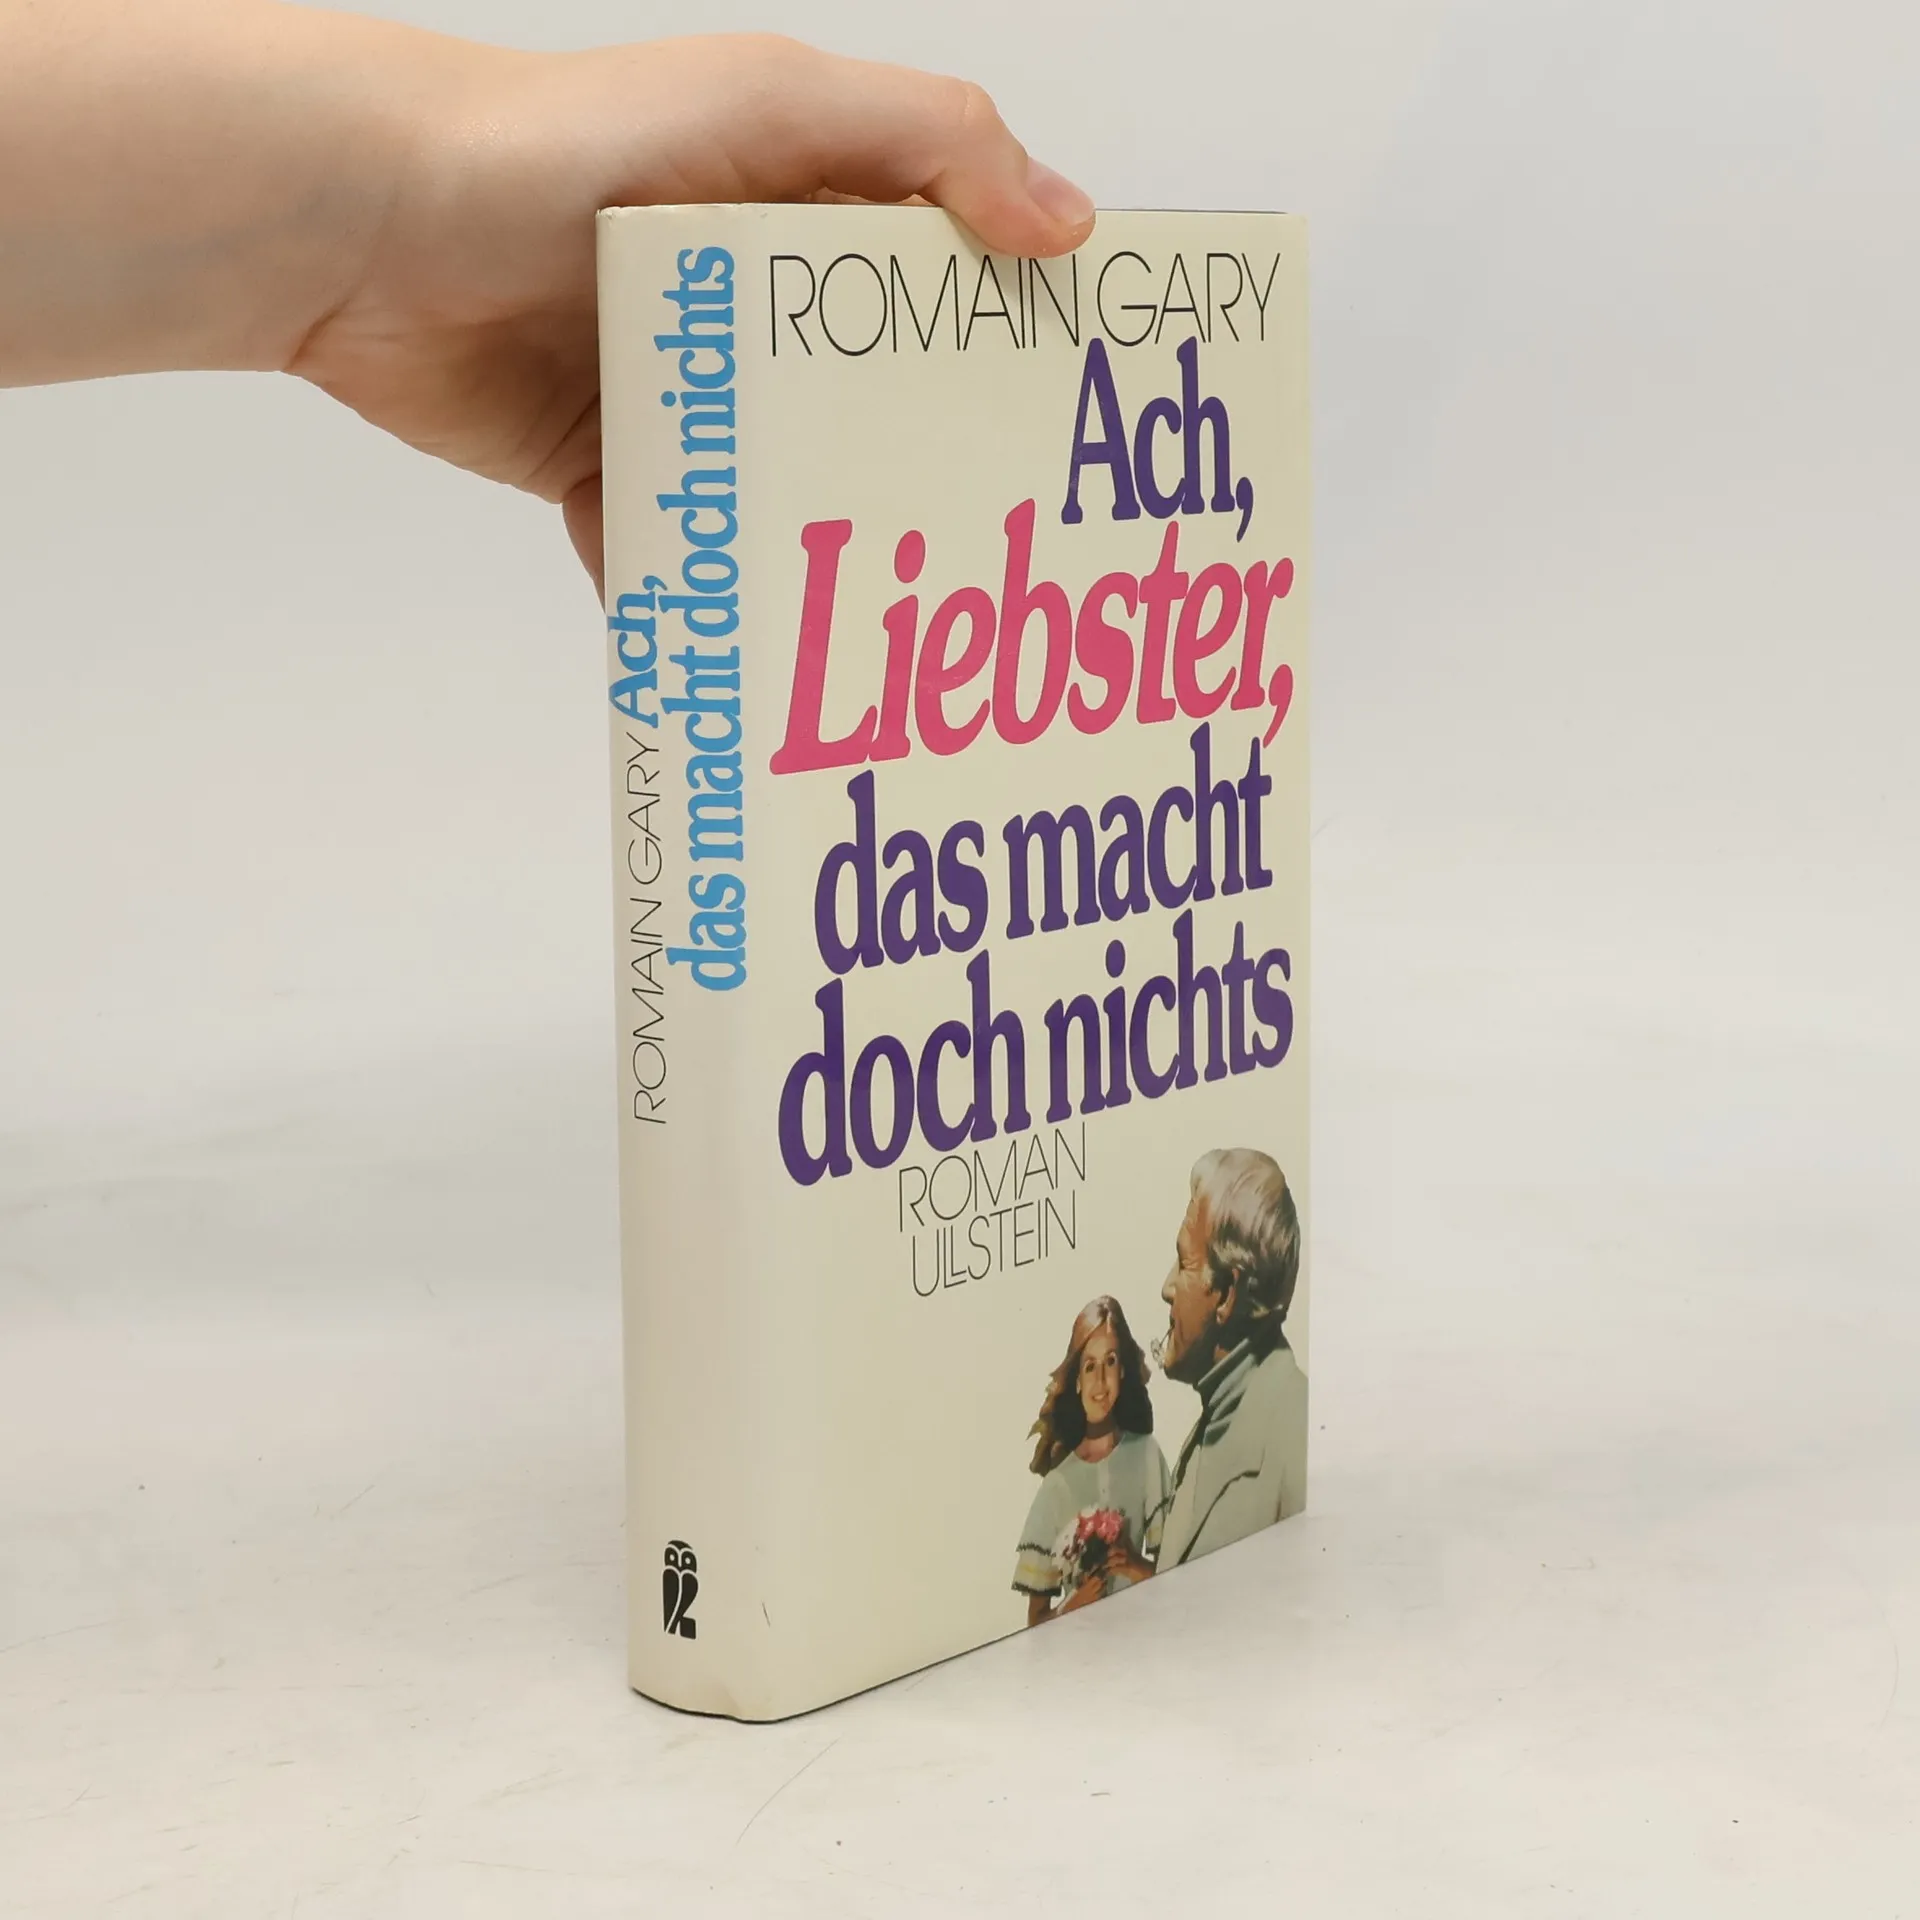 ROMAIN GARY
Ach,
Liebster,
das macht
doch nichts
ROMAN
ULLSTEIN
ROMAIN GARY Ach,
das macht doch nichts